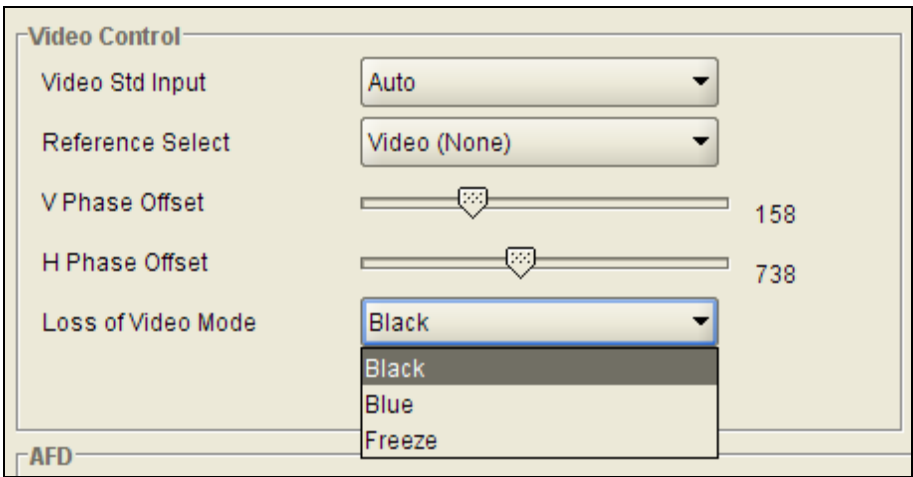 Video Control
Video Std Input Auto
Reference Select Video (None)
V Phase Offset 158
H Phase Offset 738
Loss of Video Mode Black
Black
Blue
Freeze
AFD